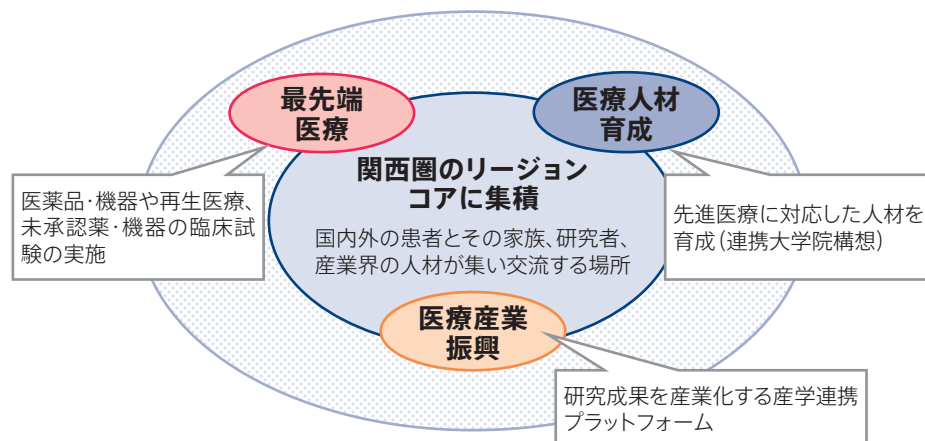 最先端
医療
医療人材
育成
関西圏のリージョン
コアに集積
国内外の患者とその家族、研究者、
産業界の人材が集い交流する場所
医薬品・機器や再生医療、
未承認薬・機器の臨床試
験の実施
先進医療に対応した人材を
育成（連携大学院構想）
医療産業
振興
研究成果を産業化する産学連携
プラットフォーム